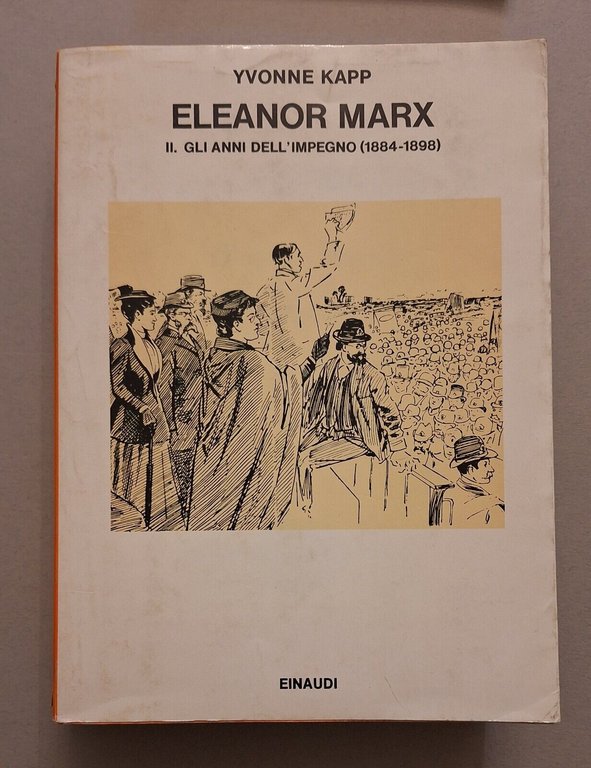 YVONNE KAPP
ELEANOR MARX
II. GLI ANNI DELL'IMPEGNO (1884-1898)
EINAUDI